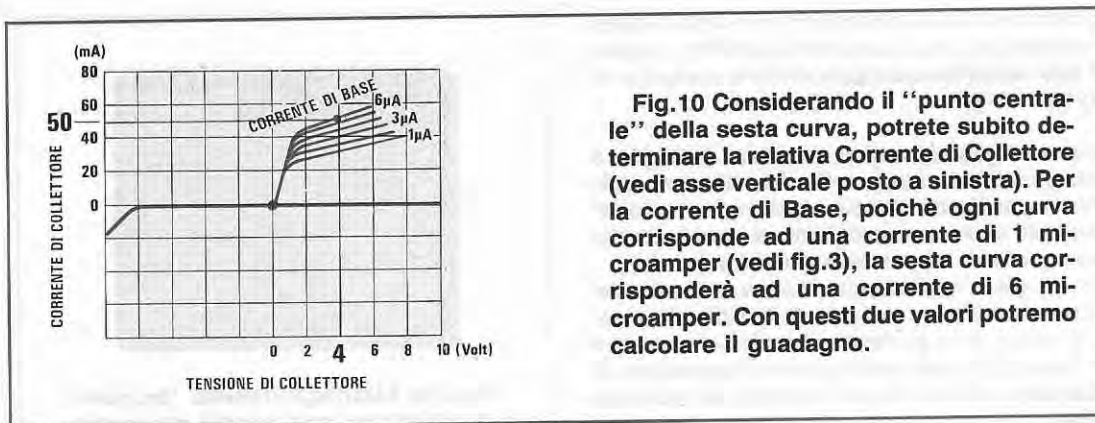 (mA)
80
60
50
40
20
0
CORRENTE DI COLLETTORE
CORRENTE DI BASE
6µA
3µA
1µA
0 2 4 6 8 10 (Volt)
TENSIONE DI COLLETTORE
Fig.10 Considerando il “punto centra-
le” della sesta curva, potrete subito de-
terminare la relativa Corrente di Collettore
(vedi asse verticale posto a sinistra). Per
la corrente di Base, poichè ogni curva
corrisponde ad una corrente di 1 mi-
croamper (vedi fig.3), la sesta curva cor-
risponderà ad una corrente di 6 mi-
croamper. Con questi due valori potremo
calcolare il guadagno.